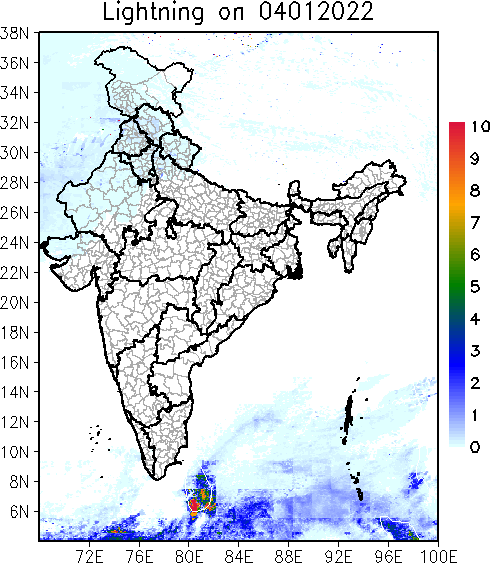 Lightning on 04012022
38N
36N
34N
32N
30N
28N
26N
24N
22N
20N
18N
16N
14N
12N
10N
8N
6N
72E 76E 80E 84E 88E 92E 96E 100E
10
9
8
7
6
5
4
3
2
1
0